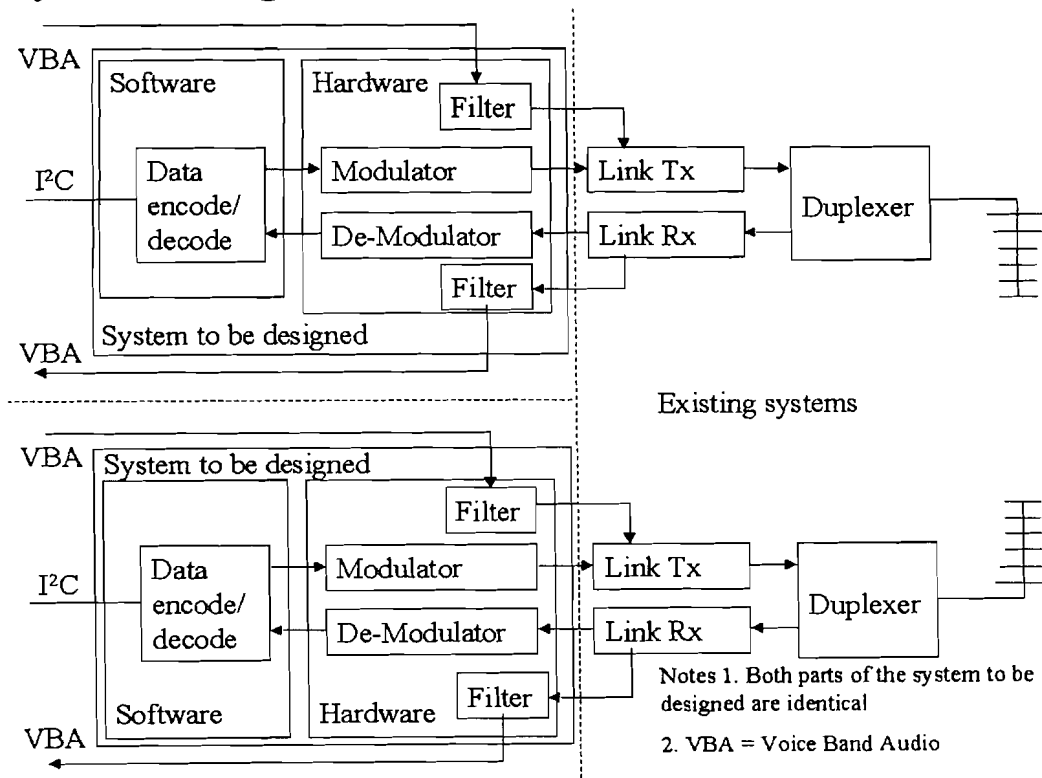 VBA
Software
Hardware
Filter
I²C
Data
encode/
decode
Modulator
De-Modulator
Filter
Link Tx
Link Rx
Duplexer
System to be designed
VBA
Existing systems
VBA
System to be designed
Filter
I²C
Data
encode/
decode
Modulator
De-Modulator
Link Tx
Link Rx
Duplexer
Filter
Software
Hardware
VBA
Notes 1. Both parts of the system to be
designed are identical
2. VBA = Voice Band Audio